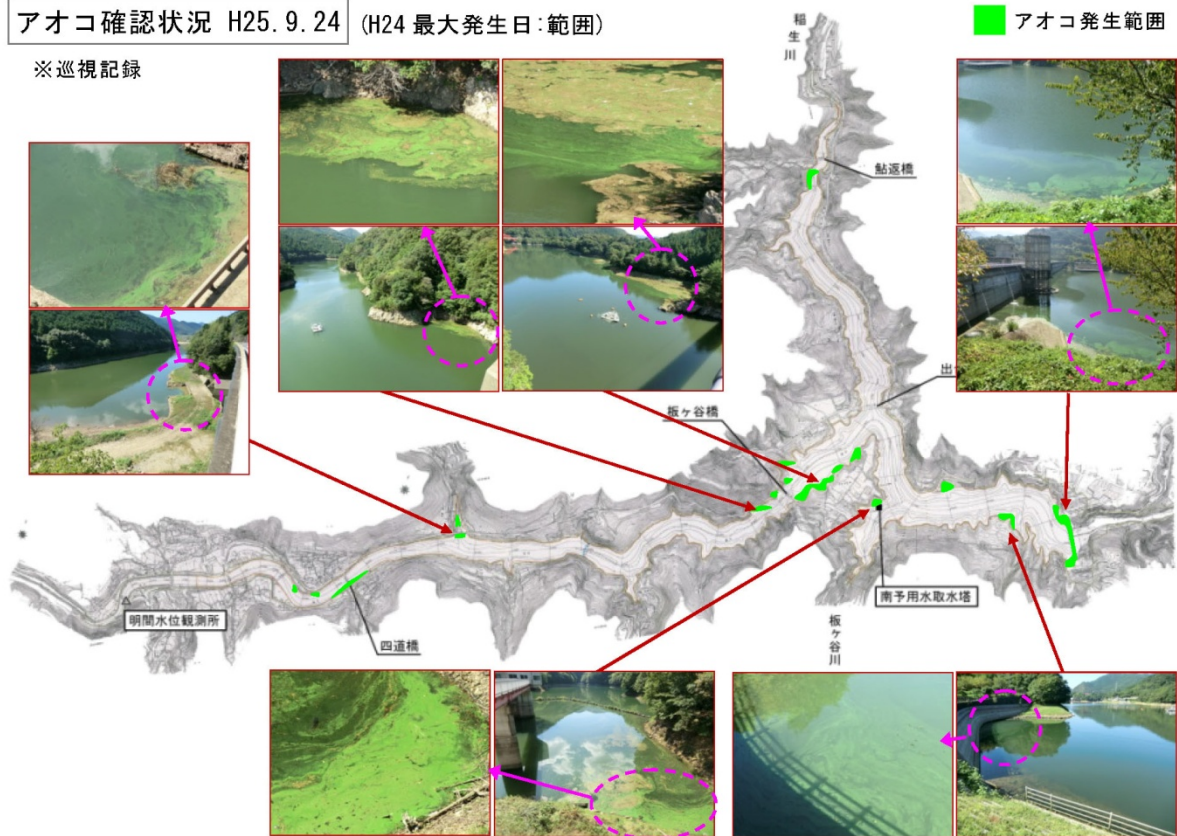 アオコ確認状況 H25.9.24
(H24 最大発生日:範囲)
アオコ発生範囲
※巡視記録
稲生川
鮎返橋
板ヶ谷橋
南予用水取水塔
明間水位観測所
四道橋
板ヶ谷川